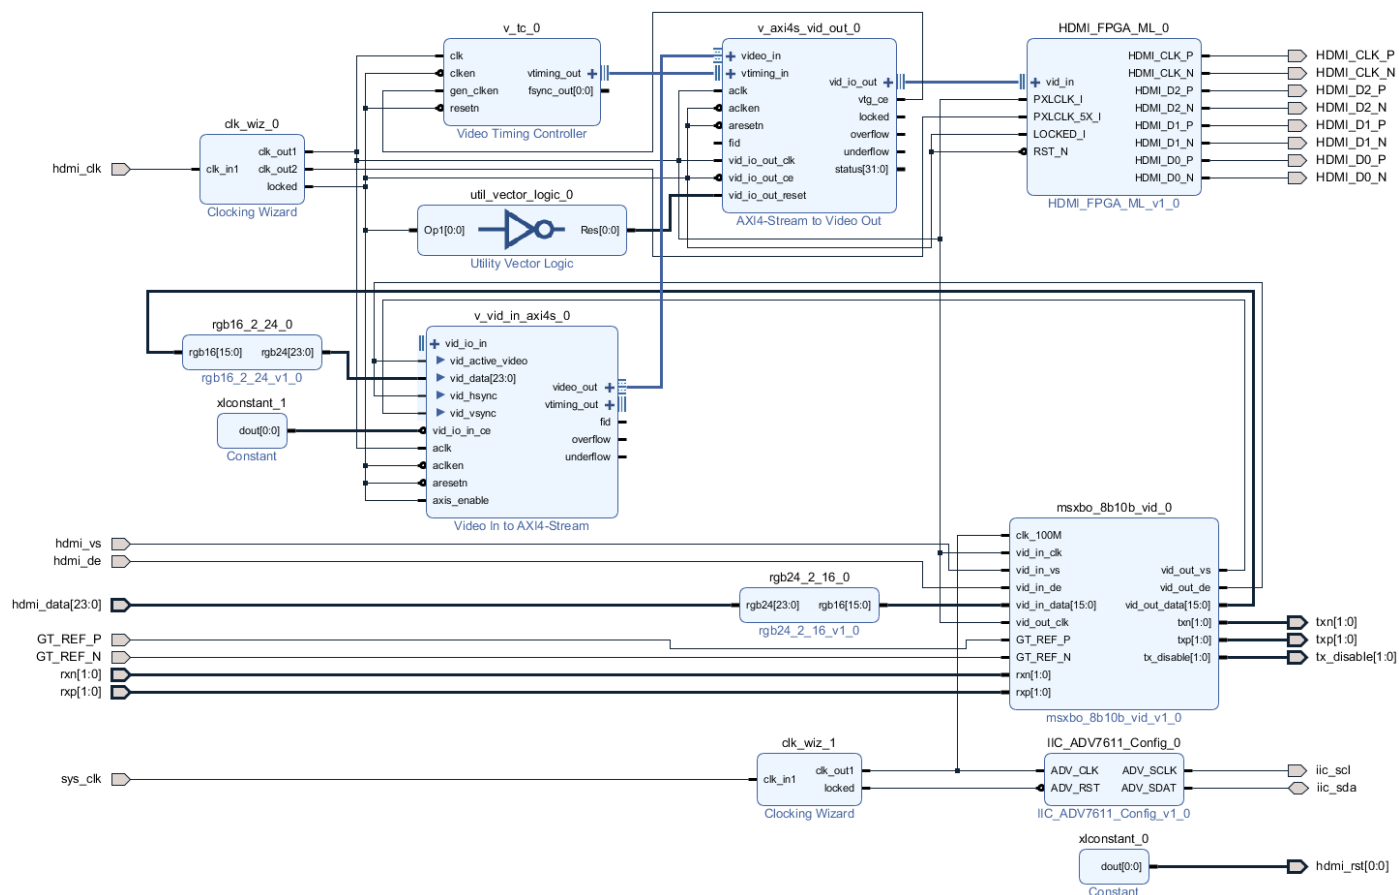 hdmi_clk
clk_wiz_0
clk_in1
clk_out1
clk_out2
locked
Clocking Wizard
v_tc_0
clk
clken
gen_clken
resetn
vtiming_out
fsync_out[0:0]
Video Timing Controller
util_vector_logic_0
Op1[0:0]
Res[0:0]
Utility Vector Logic
v_axi4s_vid_out_0
video_in
vtiming_in
aclk
aclken
aresetn
fid
vid_io_out_clk
vid_io_out_ce
vid_io_out_reset
vid_io_out
vtg_ce
locked
overflow
underflow
status[31:0]
AXI4-Stream to Video Out
HDMI_FPGA_ML_0
vid_in
PXLCLK_I
PXLCLK_5X_I
LOCKED_I
RST_N
HDMI_CLK_P
HDMI_CLK_N
HDMI_D2_P
HDMI_D2_N
HDMI_D1_P
HDMI_D1_N
HDMI_D0_P
HDMI_D0_N
HDMI_FPGA_ML_v1_0
HDMI_CLK_P
HDMI_CLK_N
HDMI_D2_P
HDMI_D2_N
HDMI_D1_P
HDMI_D1_N
HDMI_D0_P
HDMI_D0_N
rgb16_2_24_0
rgb16[15:0]
rgb24[23:0]
rgb16_2_24_v1_0
xlconstant_1
dout[0:0]
Constant
v_vid_in_axi4s_0
vid_io_in
vid_active_video
vid_data[23:0]
vid_hsync
vid_vsync
vid_io_in_ce
aclk
aclken
aresetn
axis_enable
video_out
vtiming_out
fid
overflow
underflow
Video In to AXI4-Stream
hdmi_vs
hdmi_de
hdmi_data[23:0]
GT_REF_P
GT_REF_N
rxn[1:0]
rxp[1:0]
rgb24_2_16_0
rgb24[23:0]
rgb16[15:0]
rgb24_2_16_v1_0
msxbo_8b10b_vid_0
clk_100M
vid_in_clk
vid_in_vs
vid_in_de
vid_in_data[15:0]
vid_out_clk
GT_REF_P
GT_REF_N
rxn[1:0]
rxp[1:0]
vid_out_vs
vid_out_de
vid_out_data[15:0]
txn[1:0]
txp[1:0]
tx_disable[1:0]
msxbo_8b10b_vid_v1_0
txn[1:0]
txp[1:0]
tx_disable[1:0]
sys_clk
clk_wiz_1
clk_in1
clk_out1
locked
Clocking Wizard
IIC_ADV7611_Config_0
ADV_CLK
ADV_RST
ADV_SCLK
ADV_SDAT
IIC_ADV7611_Config_v1_0
iic_scl
iic_sda
xlconstant_0
dout[0:0]
Constant
hdmi_rst[0:0]